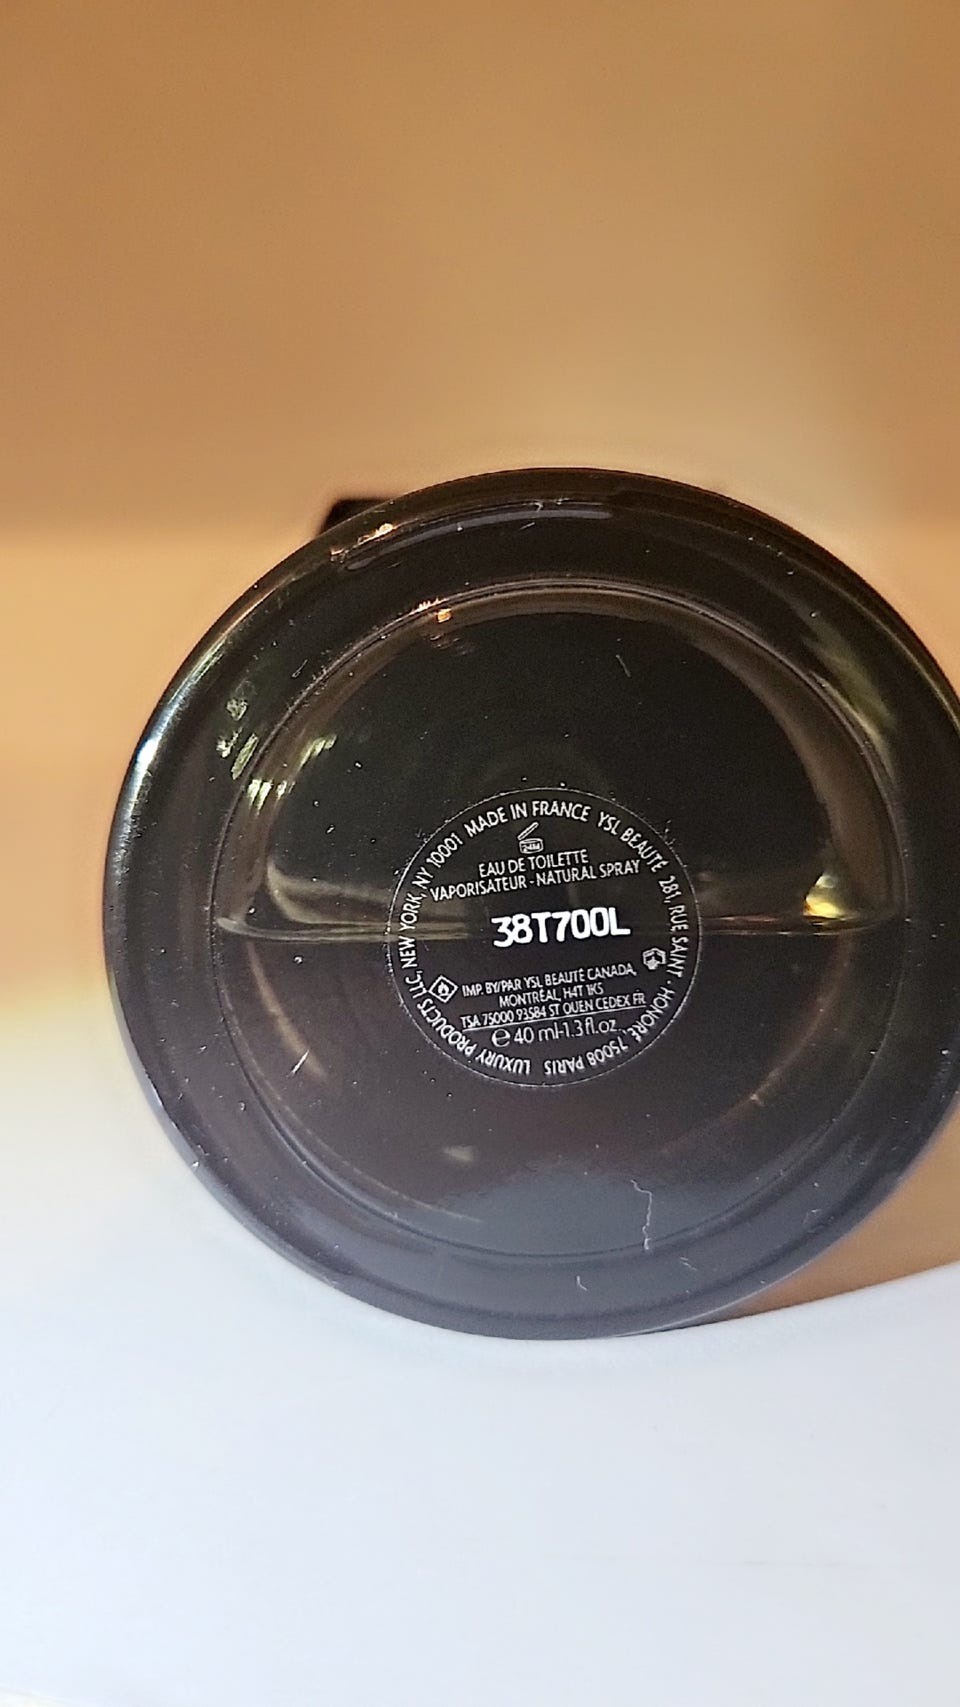 MADE IN FRANCE YSL BEAUTÉ 281, RUE SAINT-HONORÉ, 75008 PARIS LUXURY PRODUCTS LLC, NEW YORK, NY 10001
24M
EAU DE TOILETTE
VAPORISATEUR - NATURAL SPRAY
38T700L
IMP. BY/PAR YSL BEAUTÉ CANADA,
MONTRÉAL, H4T 1K5
TSA 75000 93584 ST OUEN CEDEX FR
e 40 ml-1.3 fl.oz.